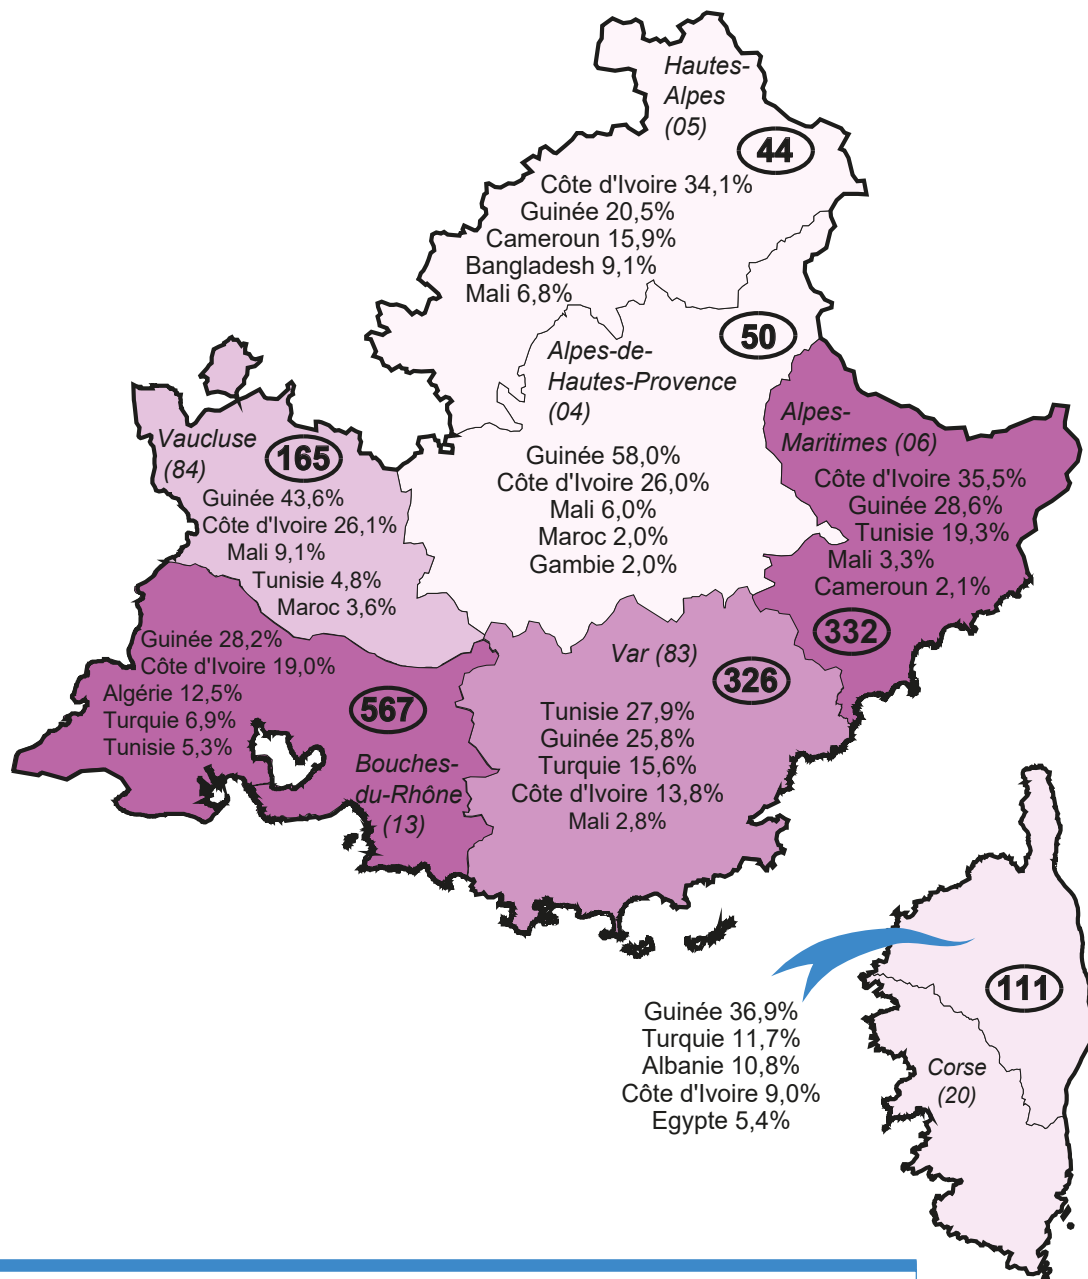 Hautes-
Alpes
(05)
44
Côte d'Ivoire 34,1%
Guinée 20,5%
Cameroun 15,9%
Bangladesh 9,1%
Mali 6,8%
50
Alpes-de-
Hautes-Provence
(04)
Guinée 58,0%
Côte d'Ivoire 26,0%
Mali 6,0%
Maroc 2,0%
Gambie 2,0%
Alpes-
Maritimes (06)
Côte d'Ivoire 35,5%
Guinée 28,6%
Tunisie 19,3%
Mali 3,3%
Cameroun 2,1%
332
Vaucluse
(84)
165
Guinée 43,6%
Côte d'Ivoire 26,1%
Mali 9,1%
Tunisie 4,8%
Maroc 3,6%
Guinée 28,2%
Côte d'Ivoire 19,0%
Algérie 12,5%
Turquie 6,9%
Tunisie 5,3%
567
Bouches-
du-Rhône
(13)
Var (83)
326
Tunisie 27,9%
Guinée 25,8%
Turquie 15,6%
Côte d'Ivoire 13,8%
Mali 2,8%
111
Guinée 36,9%
Turquie 11,7%
Albanie 10,8%
Côte d'Ivoire 9,0%
Egypte 5,4%
Corse
(20)